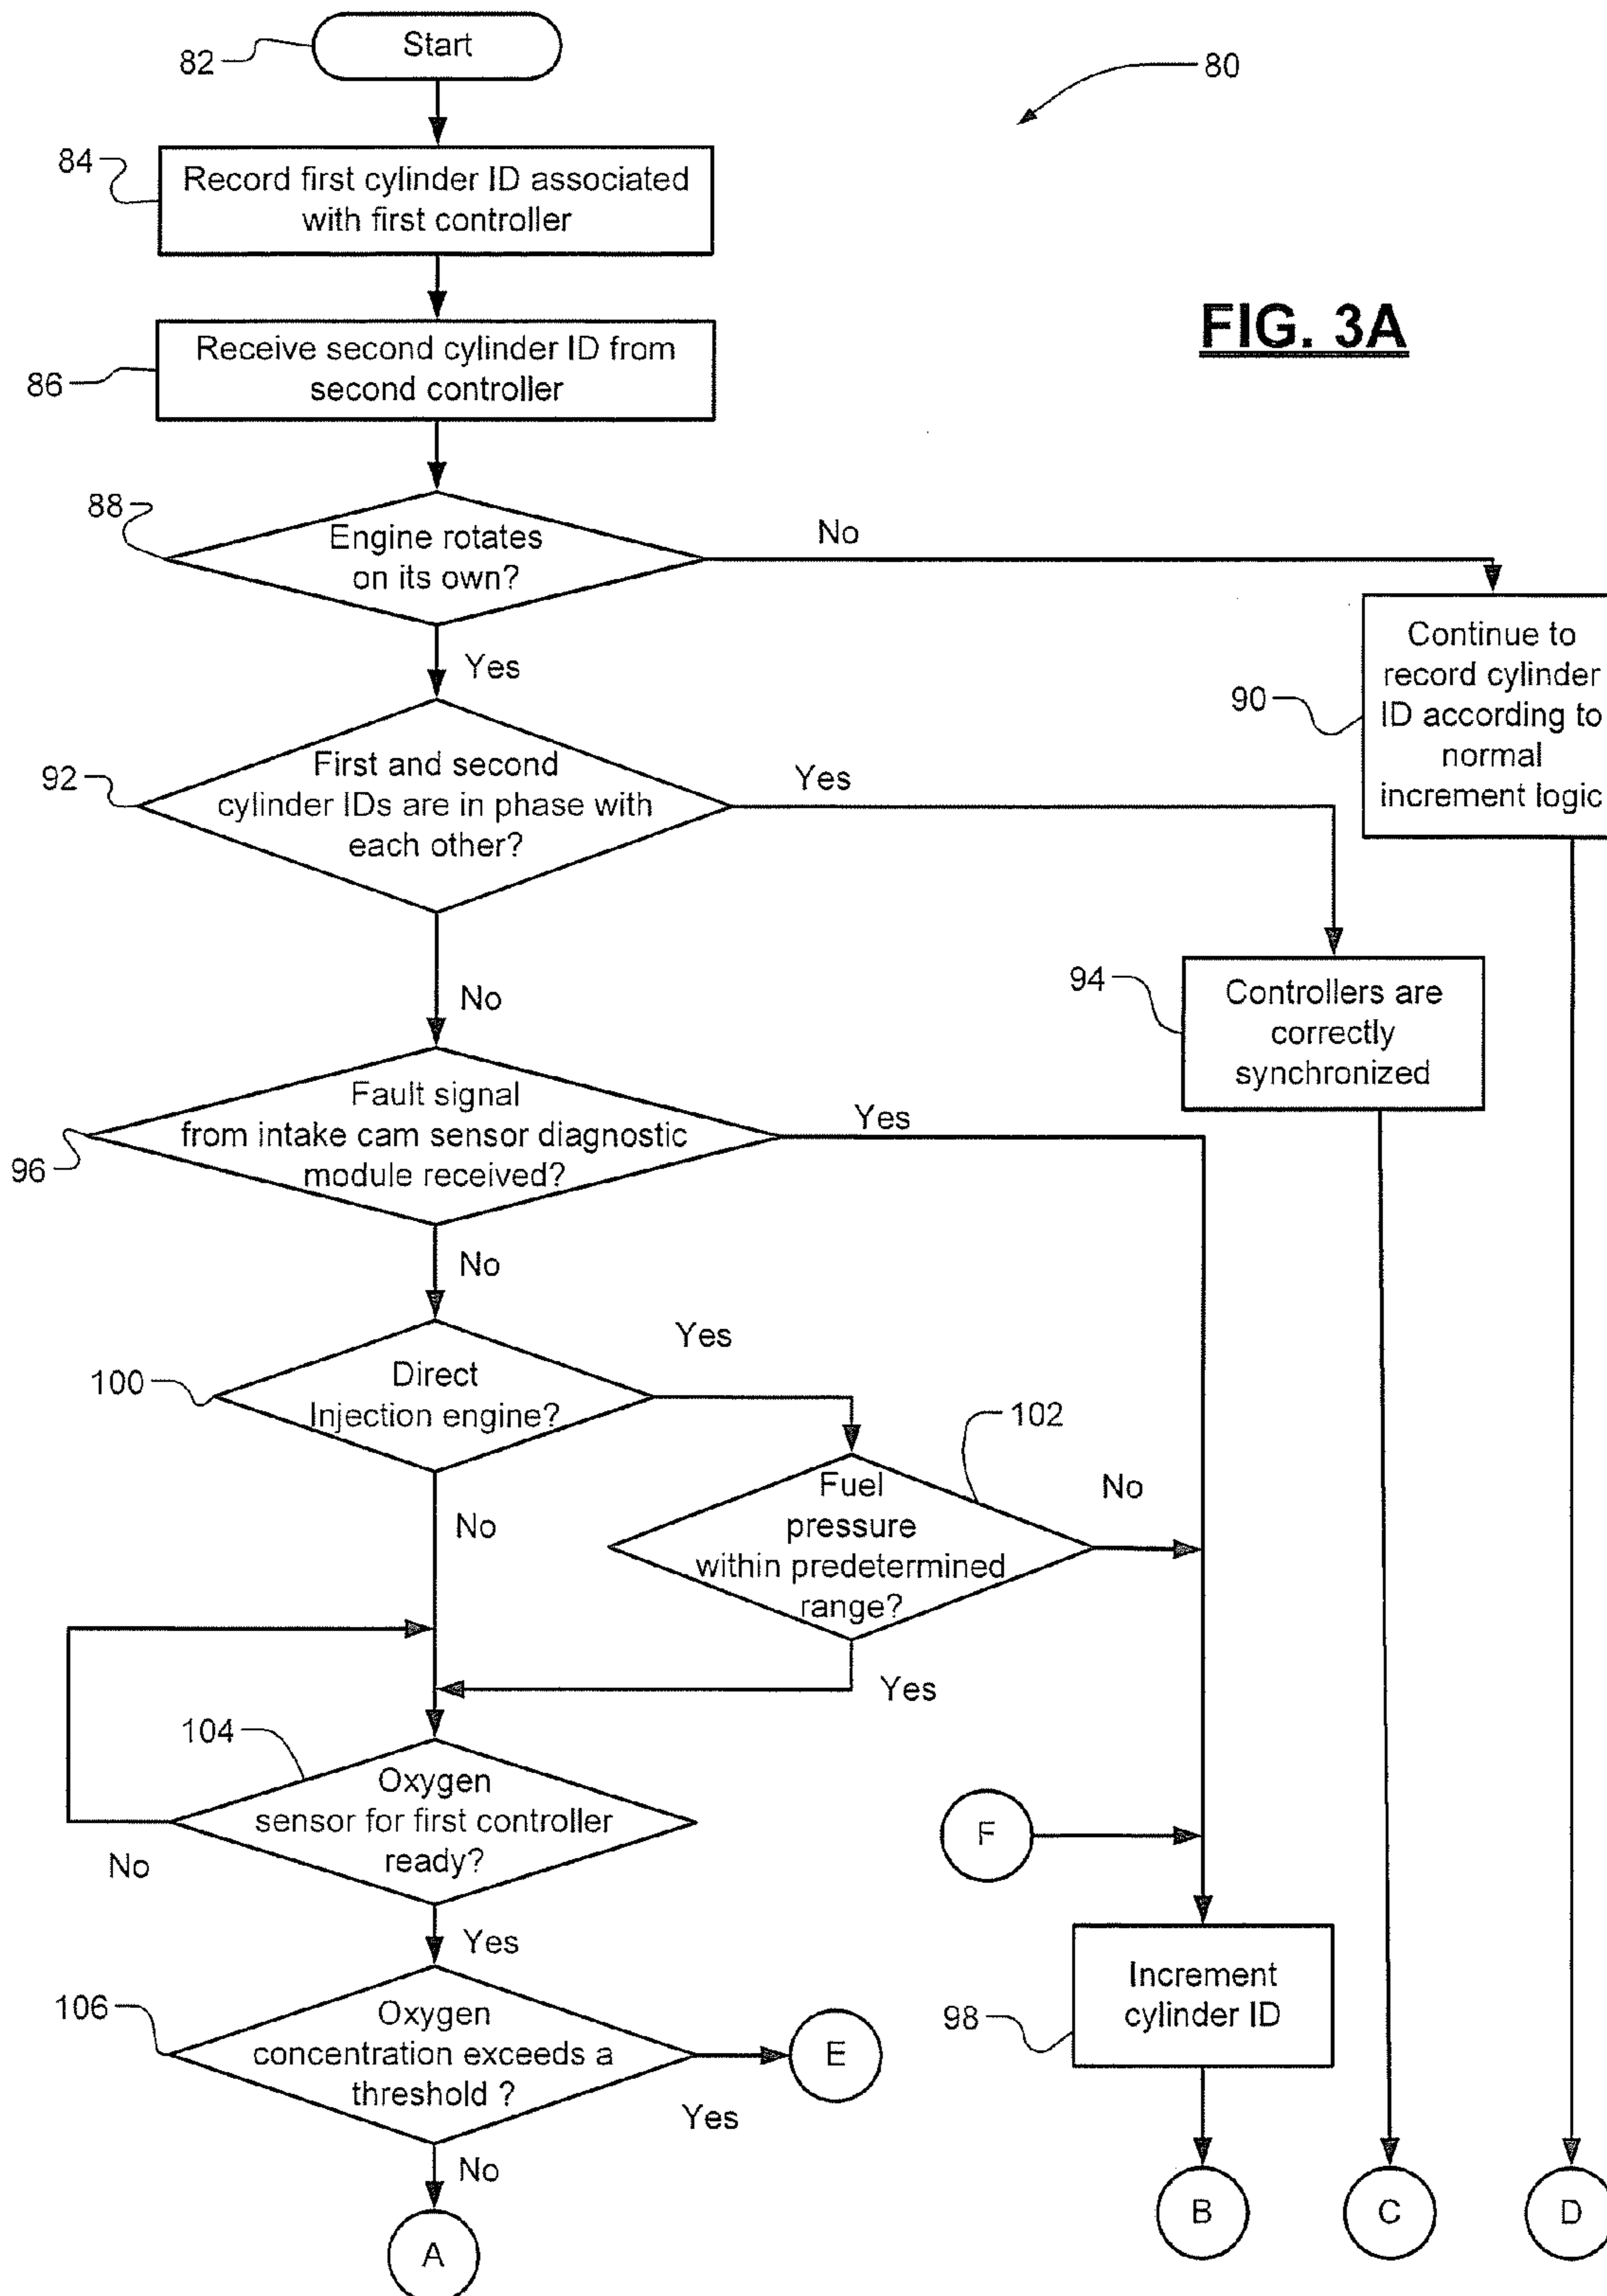 Start
82
80
84
Record first cylinder ID associated
with first controller
FIG. 3A
86
Receive second cylinder ID from
second controller
88
Engine rotates
on its own?
No
Yes
90
Continue to
record cylinder
ID according to
normal
increment logic
92
First and second
cylinder IDs are in phase with
each other?
Yes
No
94
Controllers are
correctly
synchronized
96
Fault signal
from intake cam sensor diagnostic
module received?
Yes
No
100
Direct
Injection engine?
Yes
No
102
Fuel
pressure
within predetermined
range?
No
Yes
104
Oxygen
sensor for first controller
ready?
No
Yes
F
98
Increment
cylinder ID
106
Oxygen
concentration exceeds a
threshold ?
E
Yes
No
A
B
C
D